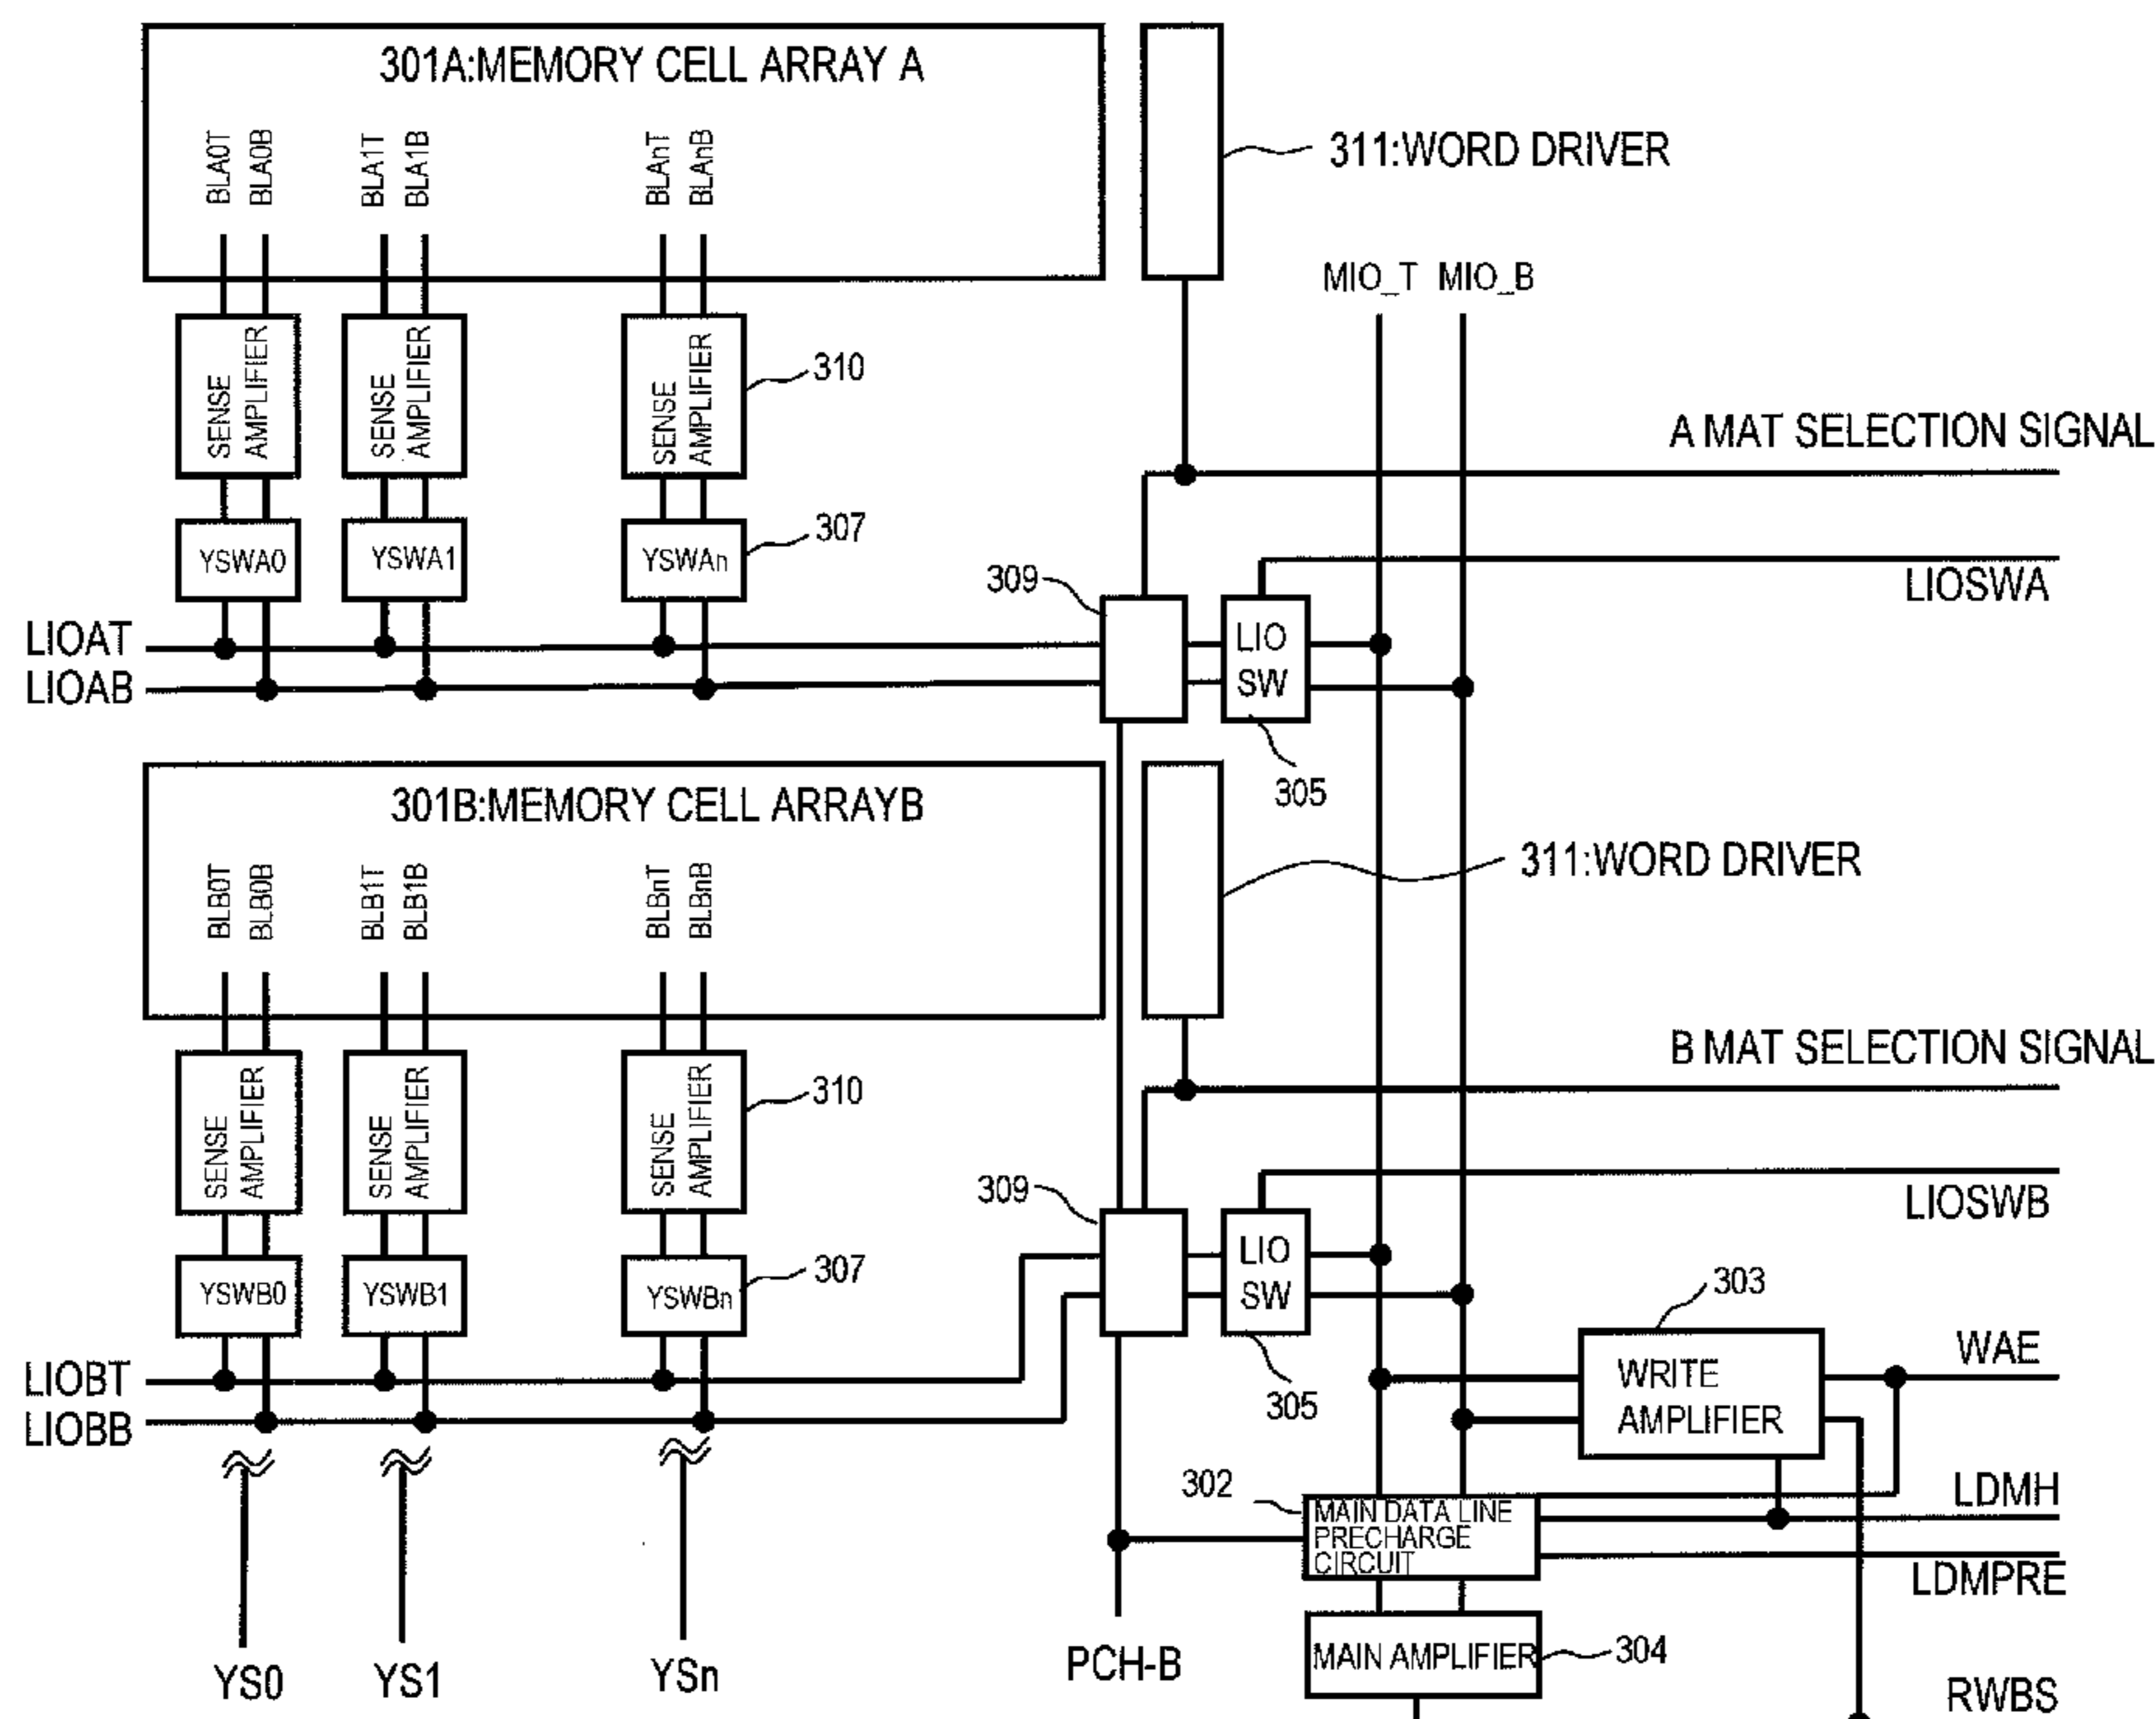 301A:MEMORY CELL ARRAY A
BLA0T
BLA0B
BLA1T
BLA1B
BLAnT
BLAnB
311:WORD DRIVER
MIO_T
MIO_B
SENSE
AMPLIFIER
SENSE
AMPLIFIER
SENSE
AMPLIFIER
310
A MAT SELECTION SIGNAL
YSWA0
YSWA1
YSWAn
307
309
LIOSWA
LIOAT
LIOAB
LIO
SW
305
301B:MEMORY CELL ARRAYB
BLB0T
BLB0B
BLB1T
BLB1B
BLBnT
BLBnB
311:WORD DRIVER
B MAT SELECTION SIGNAL
SENSE
AMPLIFIER
SENSE
AMPLIFIER
SENSE
AMPLIFIER
310
309
LIOSWB
YSWB0
YSWB1
YSWBn
307
LIO
SW
305
303
WRITE
AMPLIFIER
WAE
LIOBT
LIOBB
302
MAIN DATA LINE
PRECHARGE
CIRCUIT
LDMH
LDMPRE
YS0
YS1
YSn
PCH-B
MAIN AMPLIFIER
304
RWBS